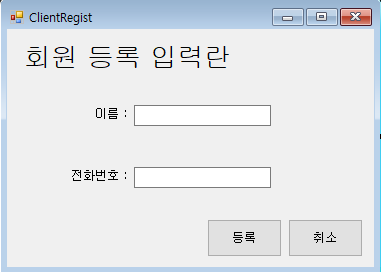 ClientRegist
회원 등록 입력란
이름 :
전화번호 :
등록 취소